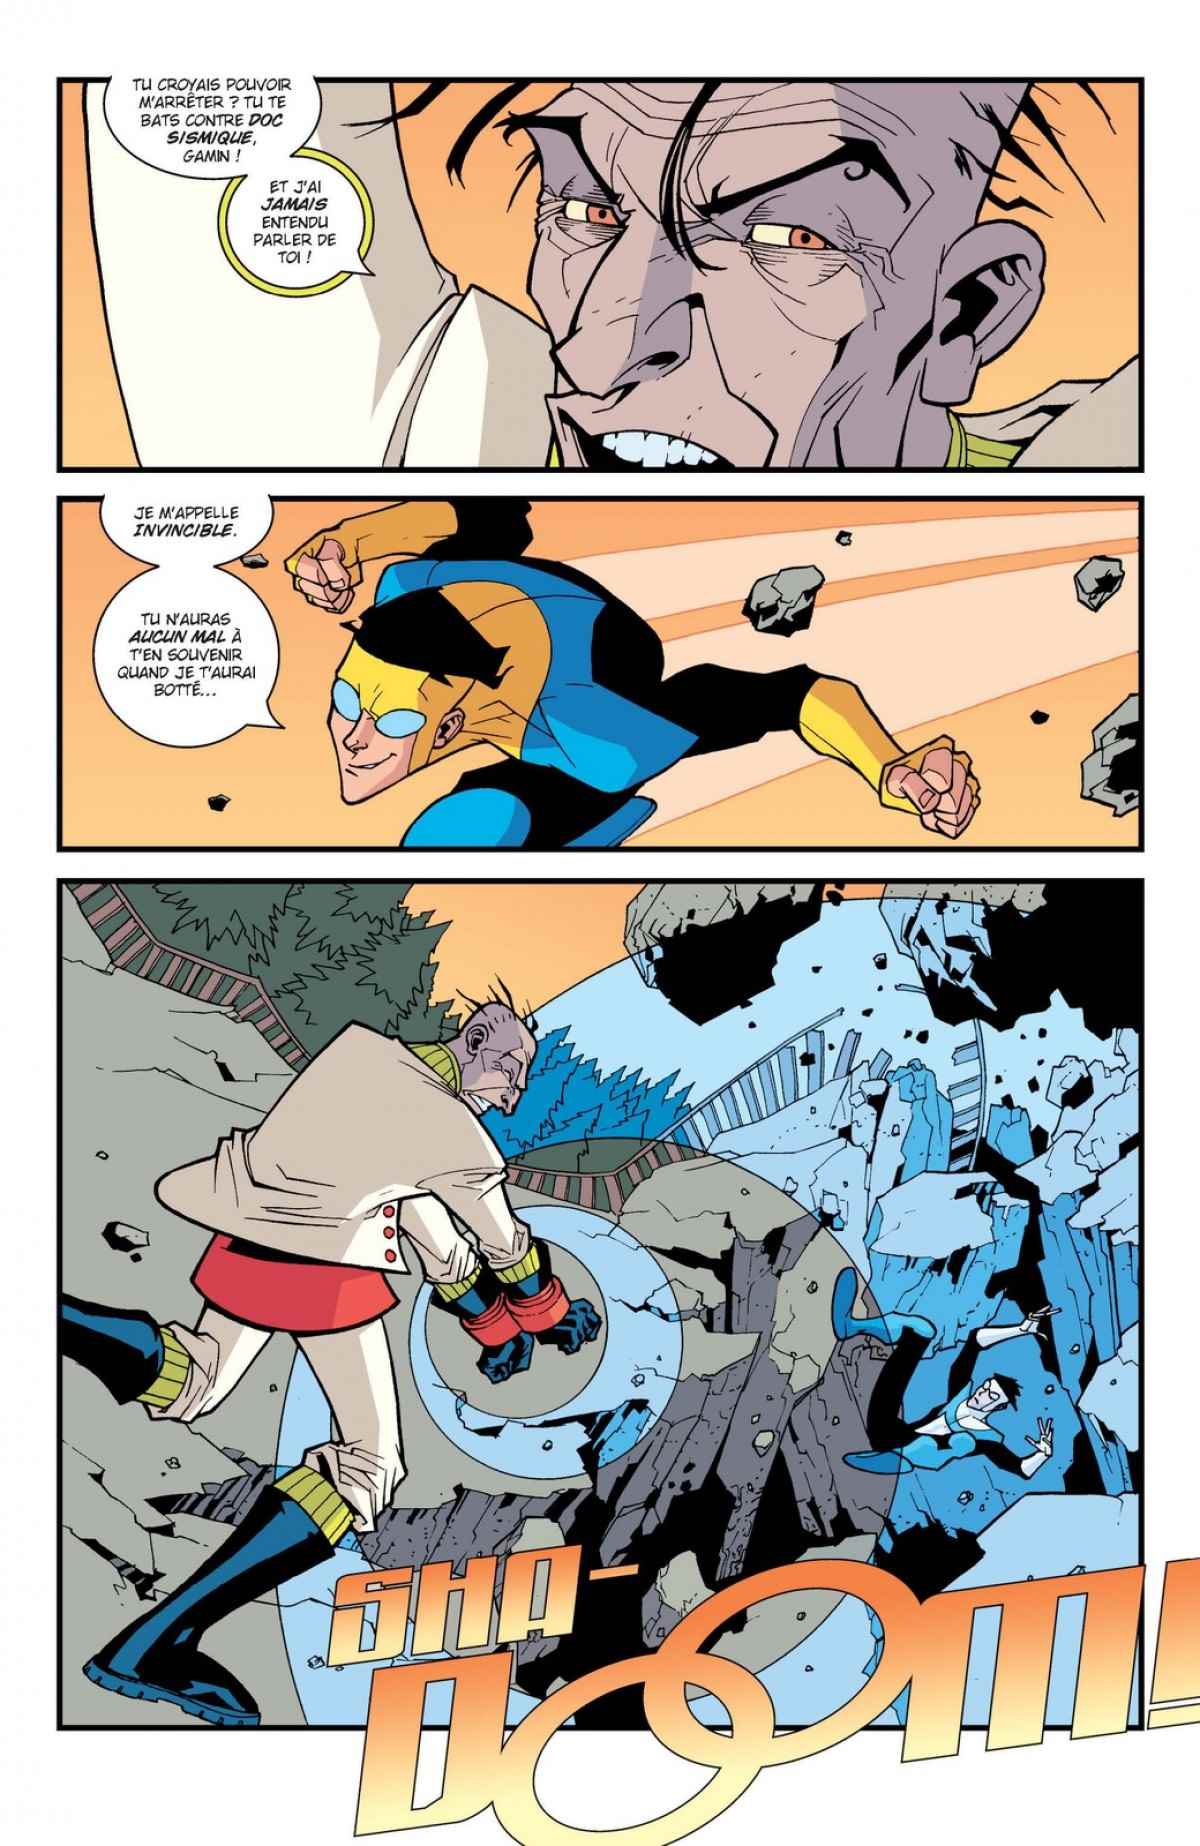 TU CROYAIS POUVOIR
M'ARRÊTER ? TU TE
BATS CONTRE DOC
SISMIQUE,
GAMIN !
ET J'AI
JAMAIS
ENTENDU
PARLER DE
TOI !
JE M'APPELLE
INVINCIBLE.
TU N'AURAS
AUCUN MAL À
T'EN SOUVENIR
QUAND JE T'AURAI
BOTTÉ...
SHA-
DOOM!